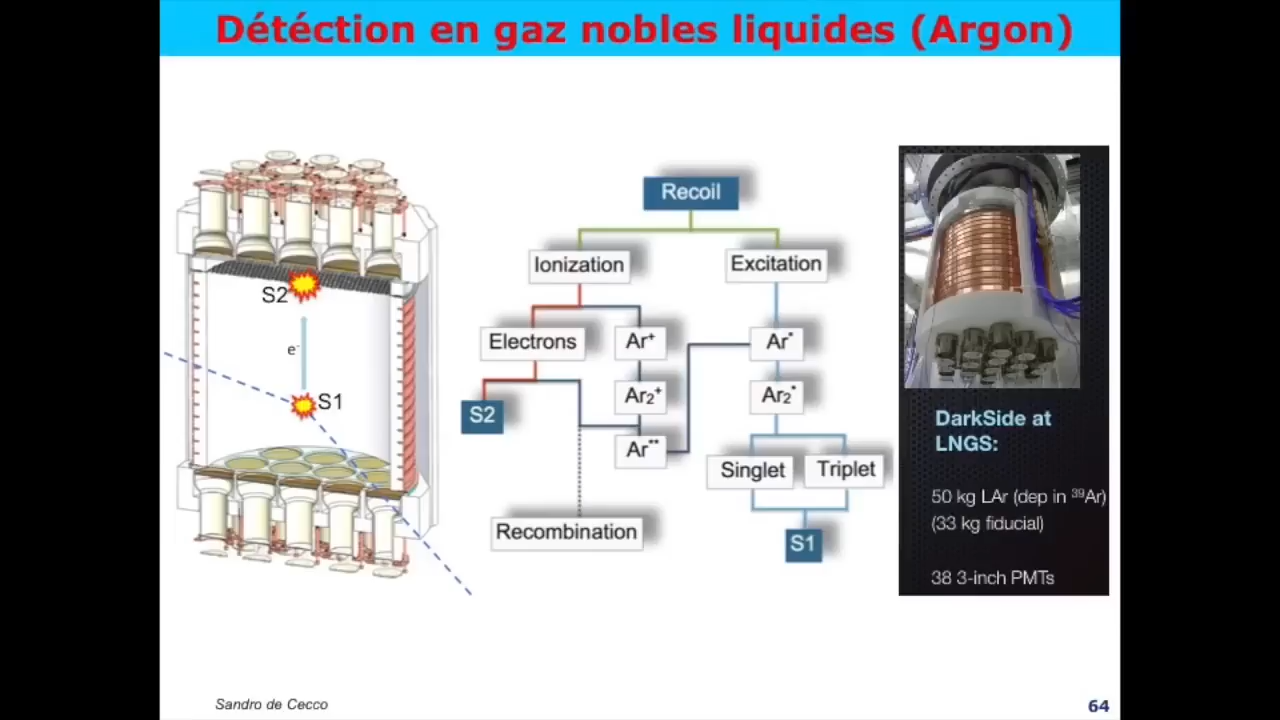 Détéction en gaz nobles liquides (Argon)
S2
e-
S1
Recoil
Ionization
Excitation
Electrons
Ar+
Ar*
S2
Ar2+
Ar2*
Ar**
Singlet
Triplet
Recombination
S1
DarkSide at
LNGS:
50 kg LAr (dep in 39Ar)
(33 kg fiducial)
38 3-inch PMTs
Sandro de Cecco
64